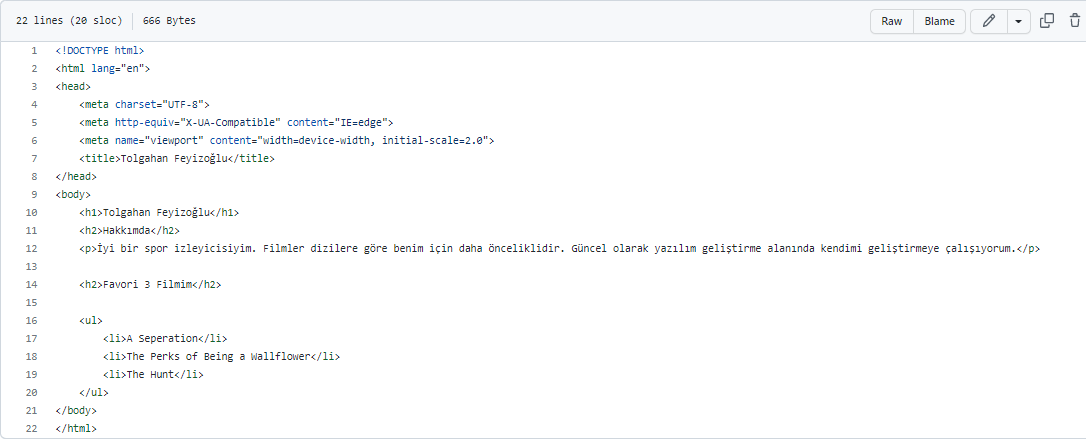 22 lines (20 sloc) 666 Bytes Raw Blame
1 <!DOCTYPE html>
2 <html lang="en">
3 <head>
4 <meta charset="UTF-8">
5 <meta http-equiv="X-UA-Compatible" content="IE=edge">
6 <meta name="viewport" content="width=device-width, initial-scale=2.0">
7 <title>Tolgahan Feyizoğlu</title>
8 </head>
9 <body>
10 <h1>Tolgahan Feyizoğlu</h1>
11 <h2>Hakkımda</h2>
12 <p>İyi bir spor izleyicisiyim. Filmler dizilere göre benim için daha önceliklidir. Güncel olarak yazılım geliştirme alanında kendimi geliştirmeye çalışıyorum.</p>
13
14 <h2>Favori 3 Filmim</h2>
15
16 <ul>
17 <li>A Seperation</li>
18 <li>The Perks of Being a Wallflower</li>
19 <li>The Hunt</li>
20 </ul>
21 </body>
22 </html>